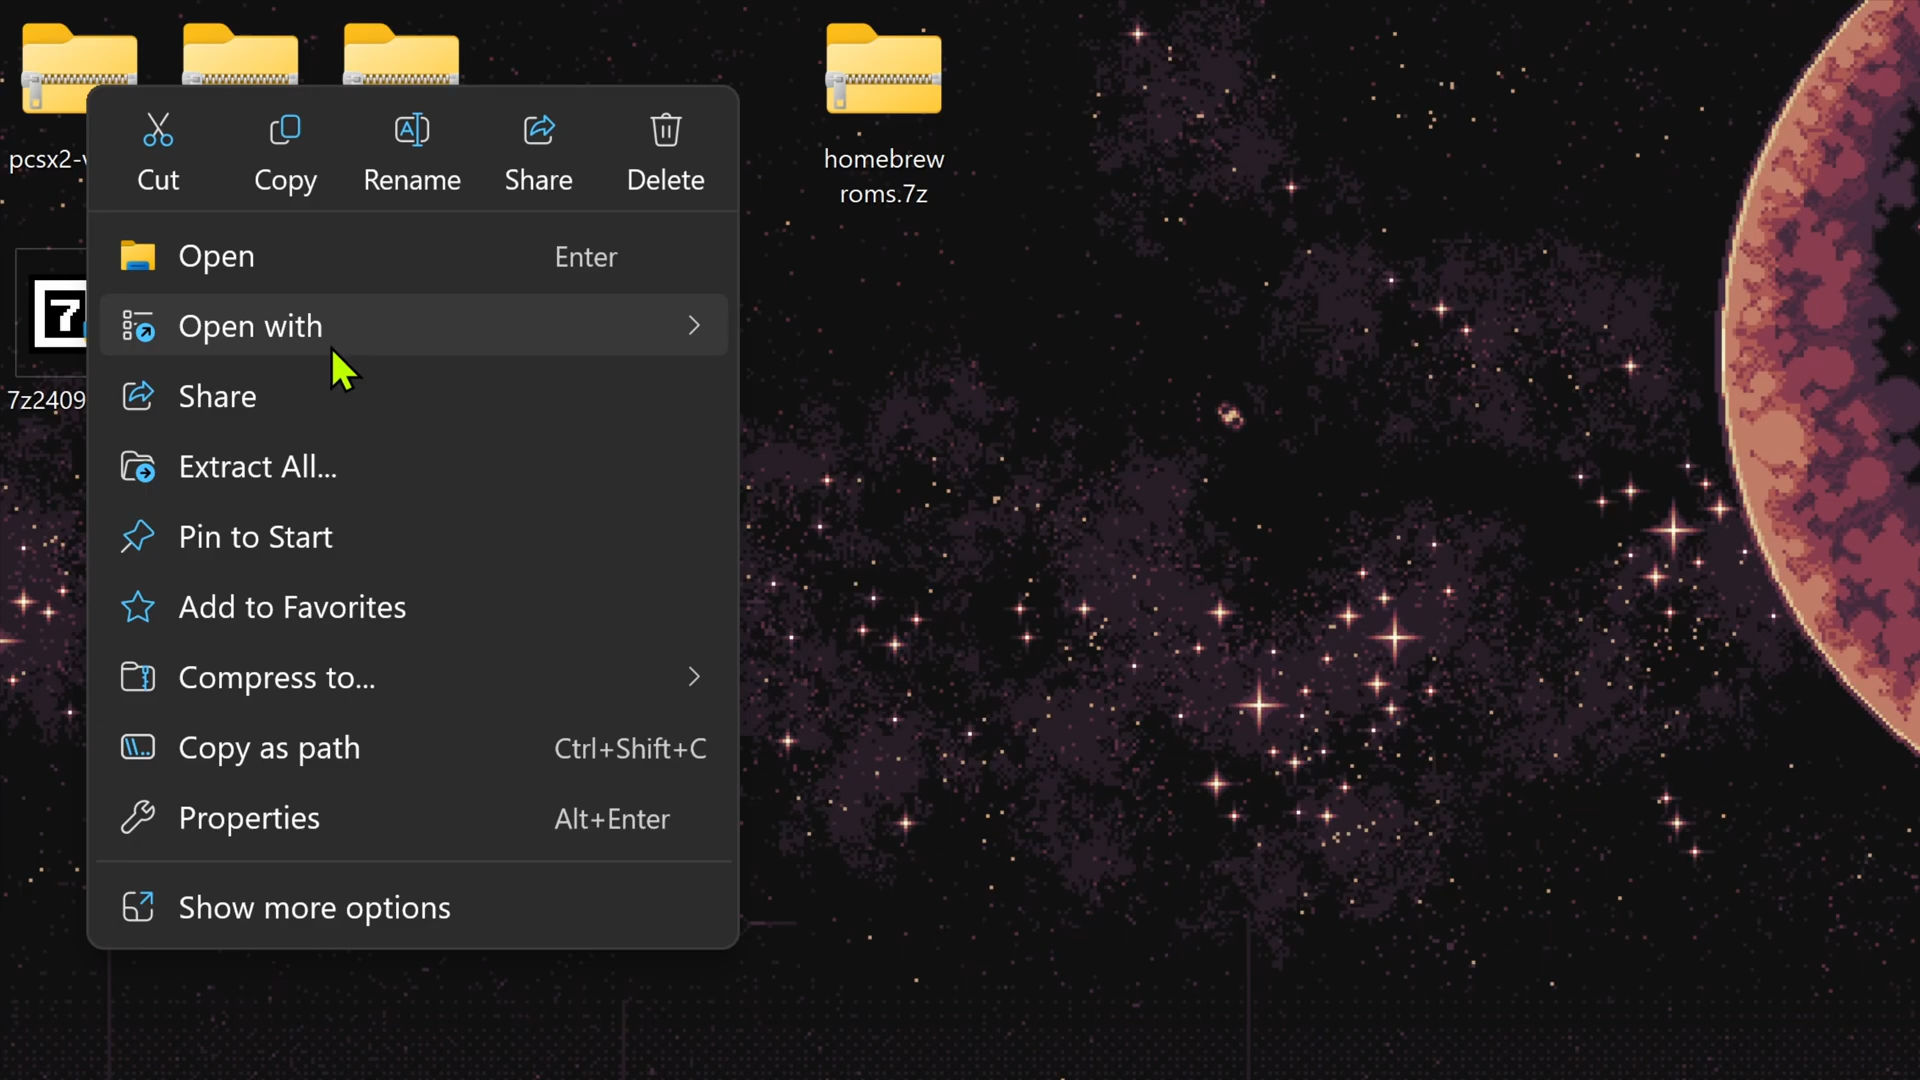 pcsx2-
homebrew
roms.7z
7
7z2409
Cut
Copy
Rename
Share
Delete
Open Enter
Open with
Share
Extract All...
Pin to Start
Add to Favorites
Compress to...
Copy as path Ctrl+Shift+C
Properties Alt+Enter
Show more options